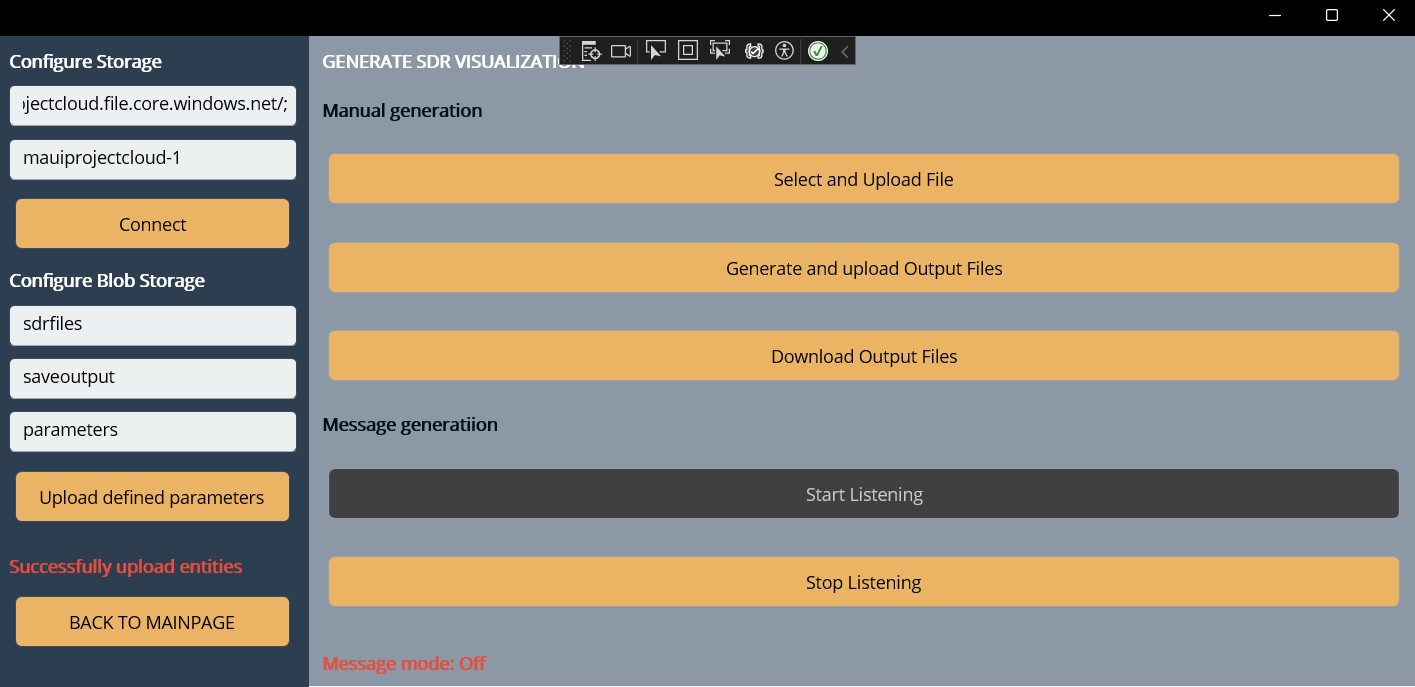 Configure Storage
jectcloud.file.core.windows.net/;
mauiprojectcloud-1
Connect
Configure Blob Storage
sdrfiles
saveoutput
parameters
Upload defined parameters
Successfully upload entities
BACK TO MAINPAGE
GENERATE SDR VISUALIZATION
Manual generation
Select and Upload File
Generate and upload Output Files
Download Output Files
Message generatiion
Start Listening
Stop Listening
Message mode: Off